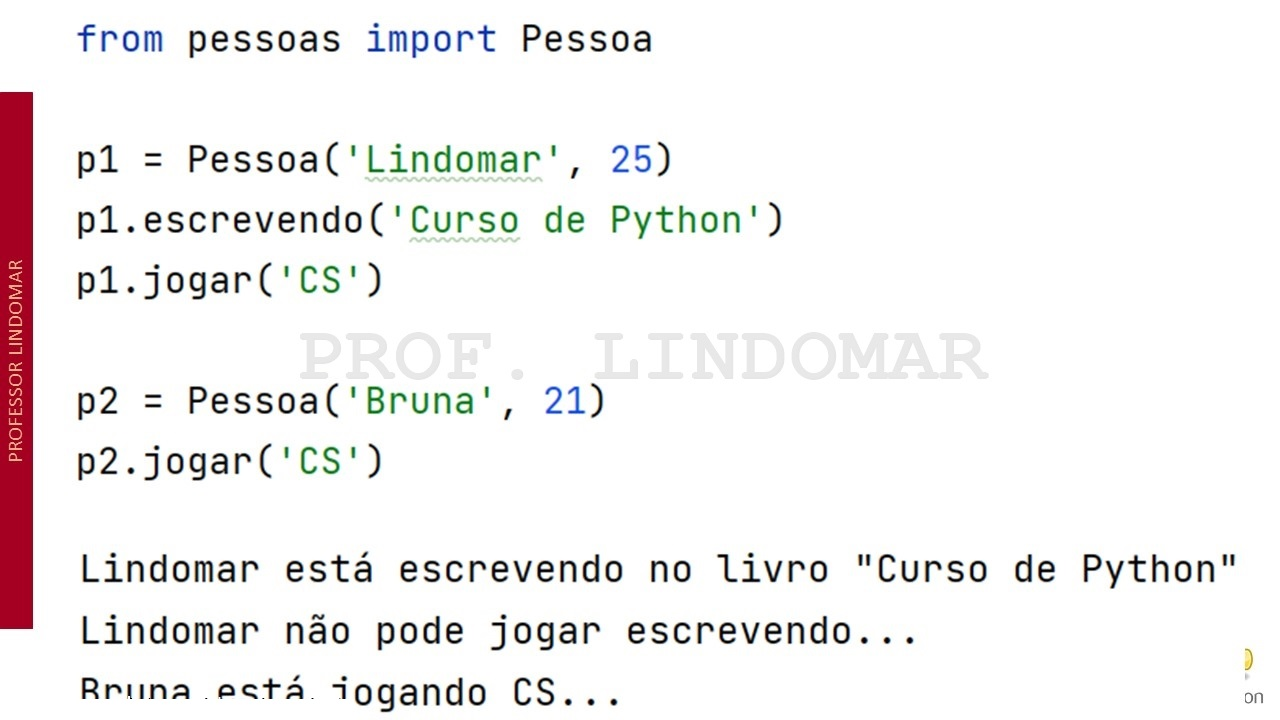 from pessoas import Pessoa
PROFESSOR LINDOMAR
p1 = Pessoa('Lindomar', 25)
p1.escrevendo('Curso de Python')
p1.jogar('CS')
PROF. LINDOMAR
p2 = Pessoa('Bruna', 21)
p2.jogar('CS')
Lindomar está escrevendo no livro "Curso de Python"
Lindomar não pode jogar escrevendo...
Bruna está jogando CS...